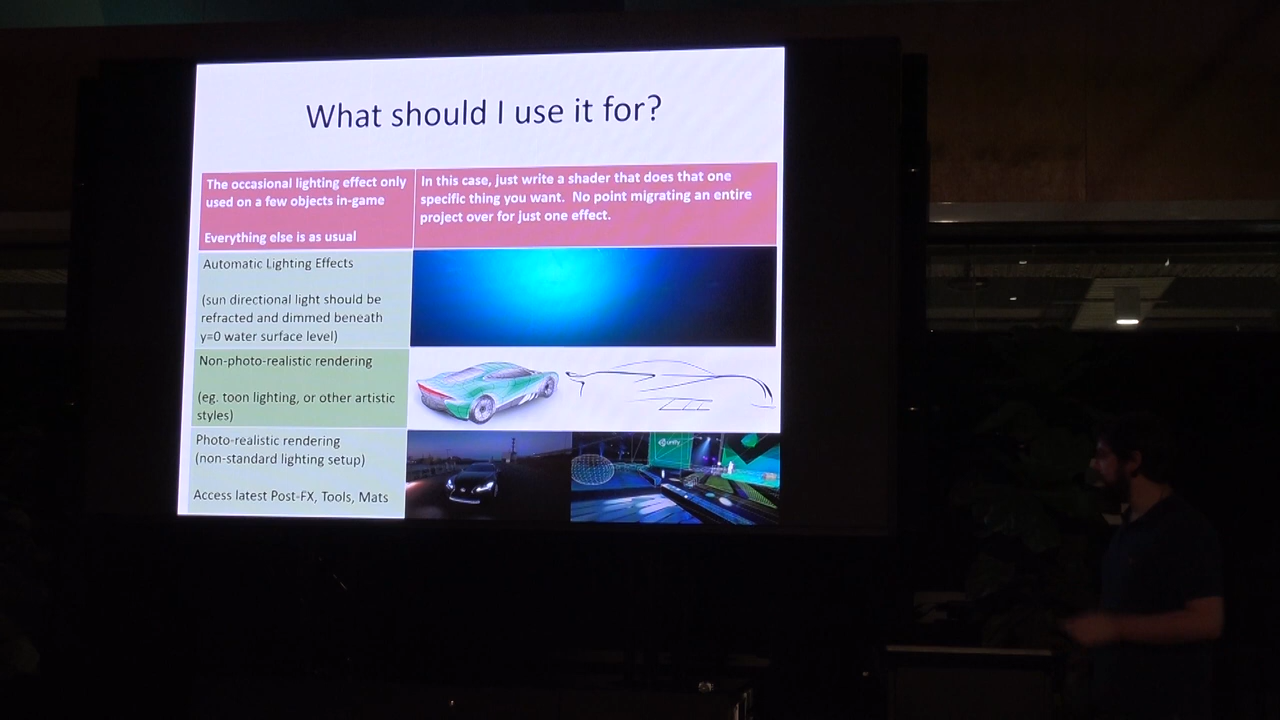 What should I use it for?
The occasional lighting effect only
used on a few objects in-game
Everything else is as usual
In this case, just write a shader that does that one
specific thing you want.  No point migrating an entire
project over for just one effect.
Automatic Lighting Effects
(sun directional light should be
refracted and dimmed beneath
y=0 water surface level)
Non-photo-realistic rendering
(eg. toon lighting, or other artistic
styles)
Photo-realistic rendering
(non-standard lighting setup)
Access latest Post-FX, Tools, Mats
unity